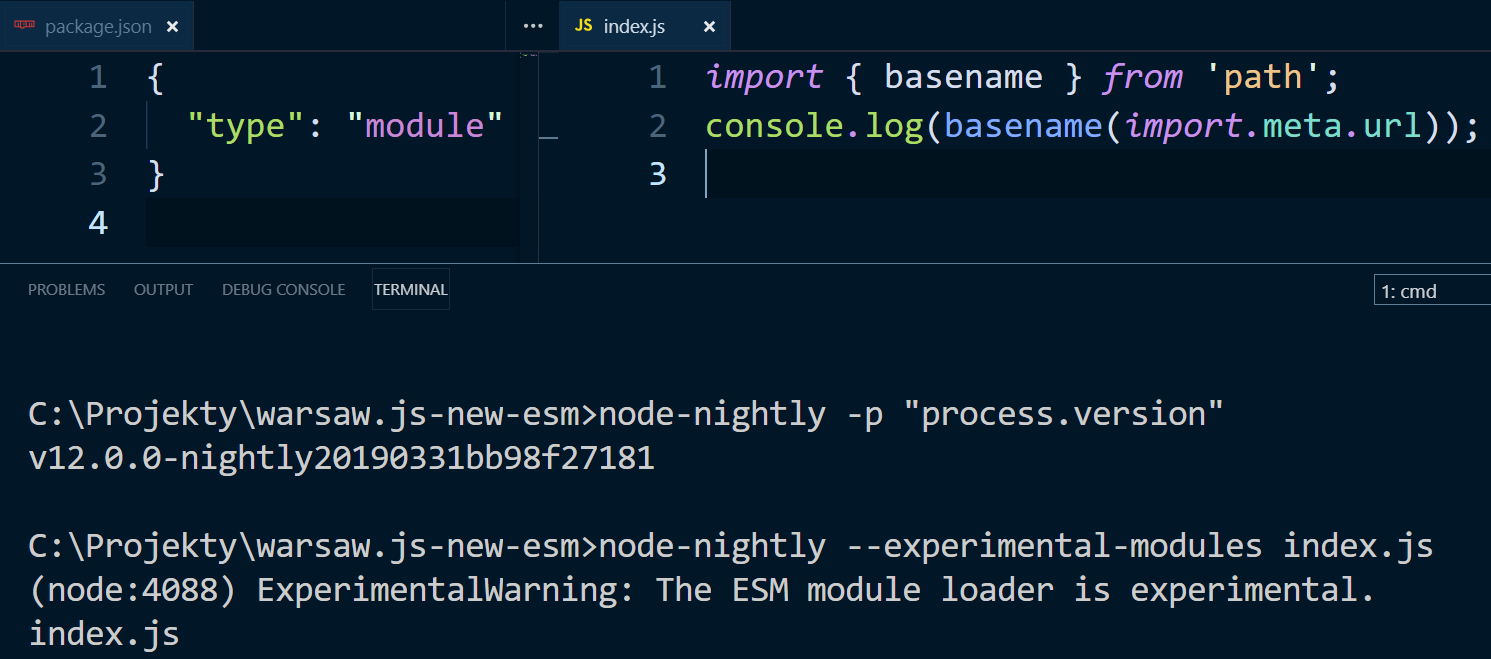 package.json ×
1 {
2 "type": "module"
3 }
4
... JS index.js ×
1 import { basename } from 'path';
2 console.log(basename(import.meta.url));
3
PROBLEMS OUTPUT DEBUG CONSOLE TERMINAL 1: cmd
C:\Projekty\warsaw.js-new-esm>node-nightly -p "process.version"
v12.0.0-nightly20190331bb98f27181
C:\Projekty\warsaw.js-new-esm>node-nightly --experimental-modules index.js
(node:4088) ExperimentalWarning: The ESM module loader is experimental.
index.js